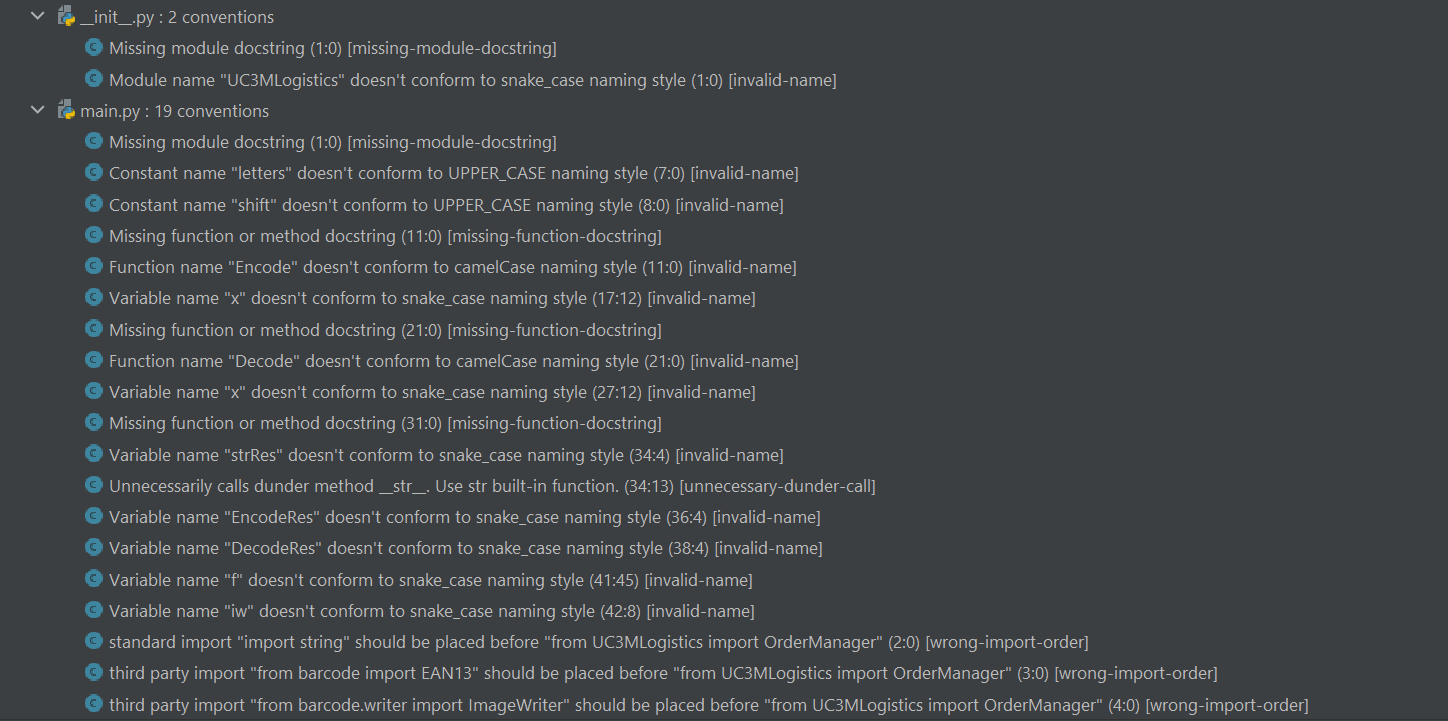 __init__.py : 2 conventions
Missing module docstring (1:0) [missing-module-docstring]
Module name "UC3MLogistics" doesn't conform to snake_case naming style (1:0) [invalid-name]
main.py : 19 conventions
Missing module docstring (1:0) [missing-module-docstring]
Constant name "letters" doesn't conform to UPPER_CASE naming style (7:0) [invalid-name]
Constant name "shift" doesn't conform to UPPER_CASE naming style (8:0) [invalid-name]
Missing function or method docstring (11:0) [missing-function-docstring]
Function name "Encode" doesn't conform to camelCase naming style (11:0) [invalid-name]
Variable name "x" doesn't conform to snake_case naming style (17:12) [invalid-name]
Missing function or method docstring (21:0) [missing-function-docstring]
Function name "Decode" doesn't conform to camelCase naming style (21:0) [invalid-name]
Variable name "x" doesn't conform to snake_case naming style (27:12) [invalid-name]
Missing function or method docstring (31:0) [missing-function-docstring]
Variable name "strRes" doesn't conform to snake_case naming style (34:4) [invalid-name]
Unnecessarily calls dunder method __str__. Use str built-in function. (34:13) [unnecessary-dunder-call]
Variable name "EncodeRes" doesn't conform to snake_case naming style (36:4) [invalid-name]
Variable name "DecodeRes" doesn't conform to snake_case naming style (38:4) [invalid-name]
Variable name "f" doesn't conform to snake_case naming style (41:45) [invalid-name]
Variable name "iw" doesn't conform to snake_case naming style (42:8) [invalid-name]
standard import "import string" should be placed before "from UC3MLogistics import OrderManager" (2:0) [wrong-import-order]
third party import "from barcode import EAN13" should be placed before "from UC3MLogistics import OrderManager" (3:0) [wrong-import-order]
third party import "from barcode.writer import ImageWriter" should be placed before "from UC3MLogistics import OrderManager" (4:0) [wrong-import-order]